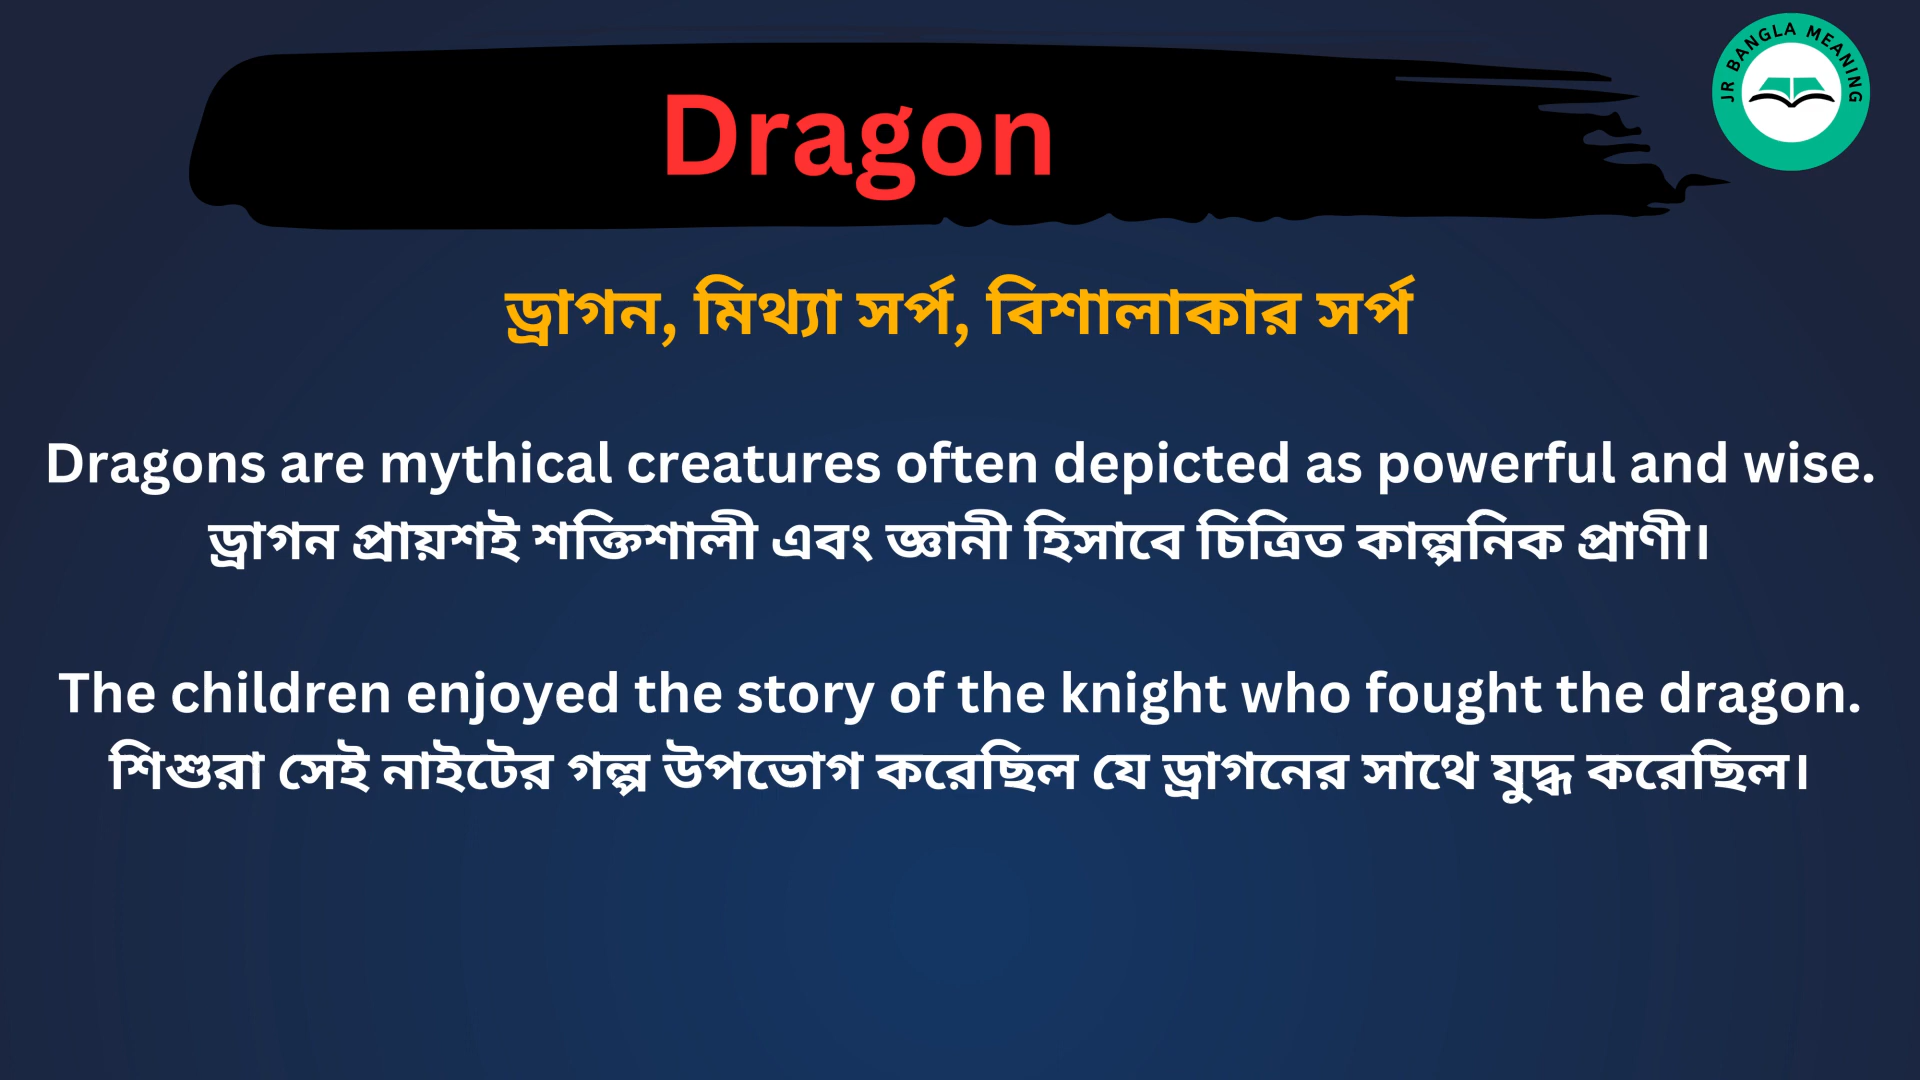 JR BANGLA MEANING
Dragon
ড্রাগন, মিথ্যা সর্প, বিশালাকার সর্প
Dragons are mythical creatures often depicted as powerful and wise.
ড্রাগন প্রায়শই শক্তিশালী এবং জ্ঞানী হিসাবে চিত্রিত কাল্পনিক প্রাণী।
The children enjoyed the story of the knight who fought the dragon.
শিশুরা সেই নাইটের গল্প উপভোগ করেছিল যে ড্রাগনের সাথে যুদ্ধ করেছিল।